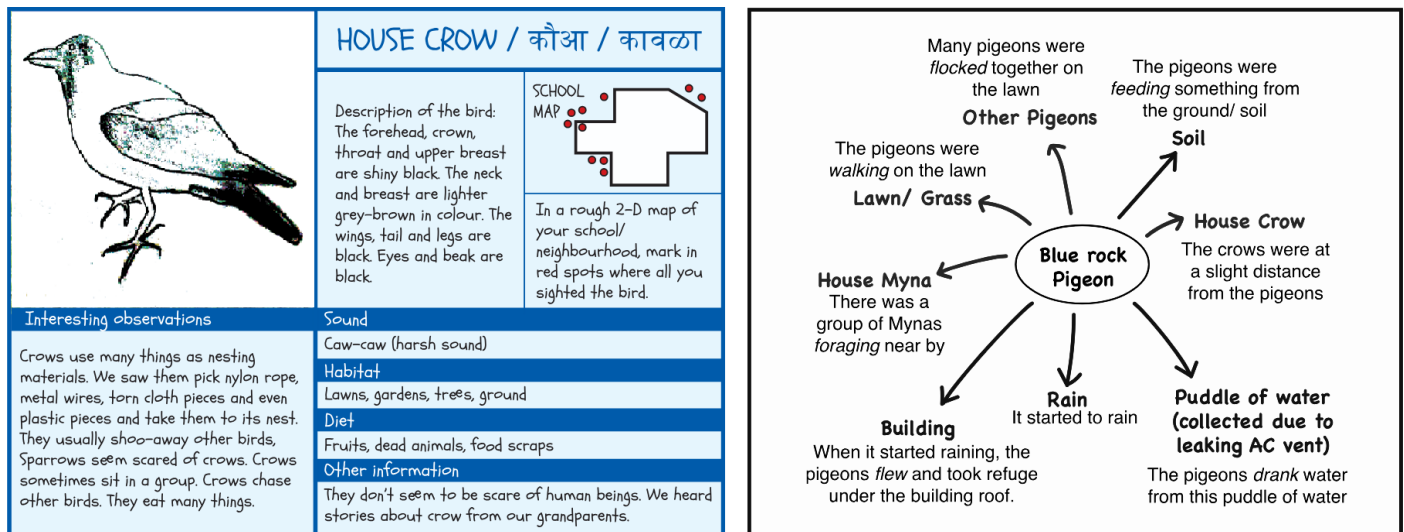 HOUSE CROW / कौआ / कावळा
Description of the bird:
The forehead, crown,
throat and upper breast
are shiny black. The neck
and breast are lighter
grey-brown in colour. The
wings, tail and legs are
black. Eyes and beak are
black.
SCHOOL
MAP
In a rough 2-D map of
your school/
neighbourhood, mark in
red spots where all you
sighted the bird.
Interesting observations
Crows use many things as nesting
materials. We saw them pick nylon rope,
metal wires, torn cloth pieces and even
plastic pieces and take them to its nest.
They usually shoo-away other birds,
Sparrows seem scared of crows. Crows
sometimes sit in a group. Crows chase
other birds. They eat many things.
Sound
Caw-caw (harsh sound)
Habitat
Lawns, gardens, trees, ground
Diet
Fruits, dead animals, food scraps
Other information
They don't seem to be scare of human beings. We heard
stories about crow from our grandparents.
Many pigeons were
flocked together on
the lawn
Other Pigeons
The pigeons were
feeding something from
the ground/ soil
Soil
The pigeons were
walking on the lawn
Lawn/ Grass
House Crow
The crows were at
a slight distance
from the pigeons
Blue rock
Pigeon
House Myna
There was a
group of Mynas
foraging near by
Building
When it started raining, the
pigeons flew and took refuge
under the building roof.
Rain
It started to rain
Puddle of water
(collected due to
leaking AC vent)
The pigeons drank water
from this puddle of water